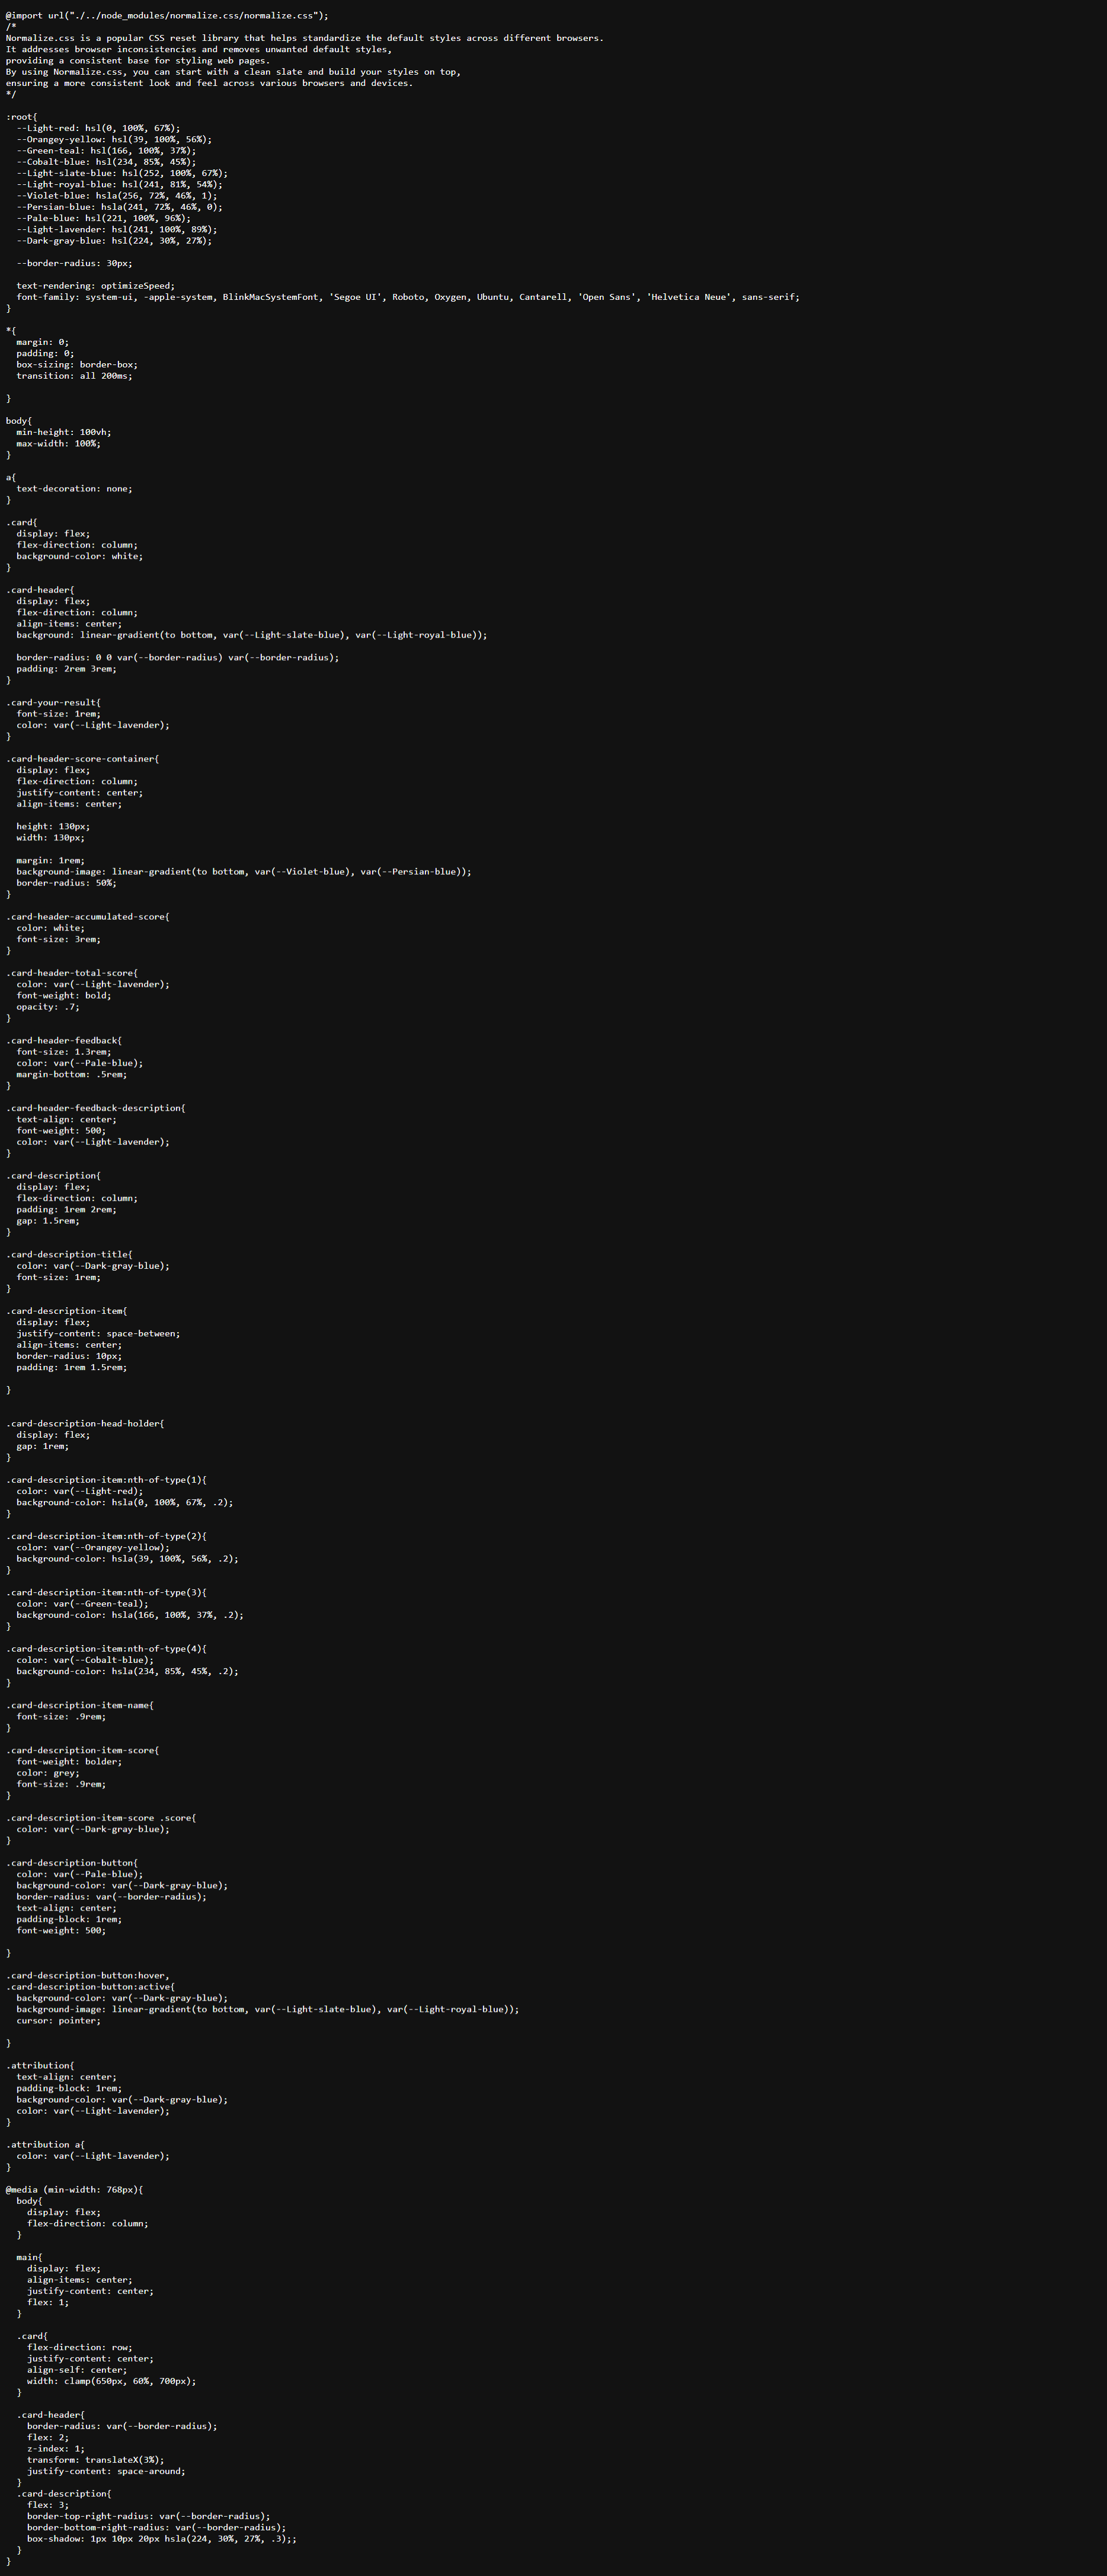 @import url("./../node_modules/normalize.css/normalize.css");
/*
Normalize.css is a popular CSS reset library that helps standardize the default styles across different browsers.
It addresses browser inconsistencies and removes unwanted default styles,
providing a consistent base for styling web pages.
By using Normalize.css, you can start with a clean slate and build your styles on top,
ensuring a more consistent look and feel across various browsers and devices.
*/

:root{
  --Light-red: hsl(0, 100%, 67%);
  --Orangey-yellow: hsl(39, 100%, 56%);
  --Green-teal: hsl(166, 100%, 37%);
  --Cobalt-blue: hsl(234, 85%, 45%);
  --Light-slate-blue: hsl(252, 100%, 67%);
  --Light-royal-blue: hsl(241, 81%, 54%);
  --Violet-blue: hsla(256, 72%, 46%, 1);
  --Persian-blue: hsla(241, 72%, 46%, 0);
  --Pale-blue: hsl(221, 100%, 96%);
  --Light-lavender: hsl(241, 100%, 89%);
  --Dark-gray-blue: hsl(224, 30%, 27%);

  --border-radius: 30px;

  text-rendering: optimizeSpeed;
  font-family: system-ui, -apple-system, BlinkMacSystemFont, 'Segoe UI', Roboto, Oxygen, Ubuntu, Cantarell, 'Open Sans', 'Helvetica Neue', sans-serif;
}

*{
  margin: 0;
  padding: 0;
  box-sizing: border-box;
  transition: all 200ms;

}

body{
  min-height: 100vh;
  max-width: 100%;
}

a{
  text-decoration: none;
}

.card{
  display: flex;
  flex-direction: column;
  background-color: white;
}

.card-header{
  display: flex;
  flex-direction: column;
  align-items: center;
  background: linear-gradient(to bottom, var(--Light-slate-blue), var(--Light-royal-blue));

  border-radius: 0 0 var(--border-radius) var(--border-radius);
  padding: 2rem 3rem;
}

.card-your-result{
  font-size: 1rem;
  color: var(--Light-lavender);
}

.card-header-score-container{
  display: flex;
  flex-direction: column;
  justify-content: center;
  align-items: center;

  height: 130px;
  width: 130px;

  margin: 1rem;
  background-image: linear-gradient(to bottom, var(--Violet-blue), var(--Persian-blue));
  border-radius: 50%;
}

.card-header-accumulated-score{
  color: white;
  font-size: 3rem;
}

.card-header-total-score{
  color: var(--Light-lavender);
  font-weight: bold;
  opacity: .7;
}

.card-header-feedback{
  font-size: 1.3rem;
  color: var(--Pale-blue);
  margin-bottom: .5rem;
}

.card-header-feedback-description{
  text-align: center;
  font-weight: 500;
  color: var(--Light-lavender);
}

.card-description{
  display: flex;
  flex-direction: column;
  padding: 1rem 2rem;
  gap: 1.5rem;
}

.card-description-title{
  color: var(--Dark-gray-blue);
  font-size: 1rem;
}

.card-description-item{
  display: flex;
  justify-content: space-between;
  align-items: center;
  border-radius: 10px;
  padding: 1rem 1.5rem;

}


.card-description-head-holder{
  display: flex;
  gap: 1rem;
}

.card-description-item:nth-of-type(1){
  color: var(--Light-red);
  background-color: hsla(0, 100%, 67%, .2);
}

.card-description-item:nth-of-type(2){
  color: var(--Orangey-yellow);
  background-color: hsla(39, 100%, 56%, .2);
}

.card-description-item:nth-of-type(3){
  color: var(--Green-teal);
  background-color: hsla(166, 100%, 37%, .2);
}

.card-description-item:nth-of-type(4){
  color: var(--Cobalt-blue);
  background-color: hsla(234, 85%, 45%, .2);
}

.card-description-item-name{
  font-size: .9rem;
}

.card-description-item-score{
  font-weight: bolder;
  color: grey;
  font-size: .9rem;
}

.card-description-item-score .score{
  color: var(--Dark-gray-blue);
}

.card-description-button{
  color: var(--Pale-blue);
  background-color: var(--Dark-gray-blue);
  border-radius: var(--border-radius);
  text-align: center;
  padding-block: 1rem;
  font-weight: 500;

}

.card-description-button:hover,
.card-description-button:active{
  background-color: var(--Dark-gray-blue);
  background-image: linear-gradient(to bottom, var(--Light-slate-blue), var(--Light-royal-blue));
  cursor: pointer;

}

.attribution{
  text-align: center;
  padding-block: 1rem;
  background-color: var(--Dark-gray-blue);
  color: var(--Light-lavender);
}

.attribution a{
  color: var(--Light-lavender);
}

@media (min-width: 768px){
  body{
    display: flex;
    flex-direction: column;
  }

  main{
    display: flex;
    align-items: center;
    justify-content: center;
    flex: 1;
  }

  .card{
    flex-direction: row;
    justify-content: center;
    align-self: center;
    width: clamp(650px, 60%, 700px);
  }

  .card-header{
    border-radius: var(--border-radius);
    flex: 2;
    z-index: 1;
    transform: translateX(3%);
    justify-content: space-around;
  }
  .card-description{
    flex: 3;
    border-top-right-radius: var(--border-radius);
    border-bottom-right-radius: var(--border-radius);
    box-shadow: 1px 10px 20px hsla(224, 30%, 27%, .3);;
  }
}